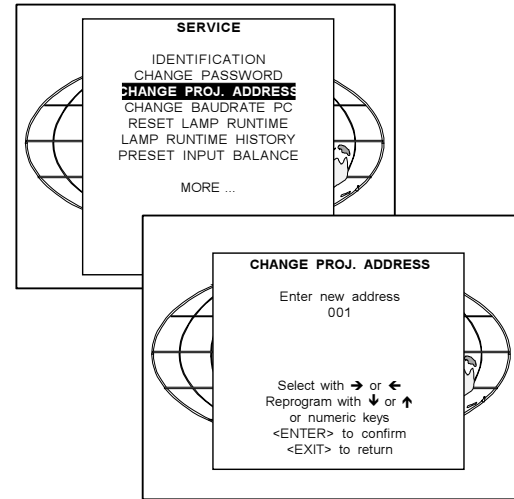 SERVICE
IDENTIFICATION
CHANGE PASSWORD
CHANGE PROJ. ADDRESS
CHANGE BAUDRATE PC
RESET LAMP RUNTIME
LAMP RUNTIME HISTORY
PRESET INPUT BALANCE
MORE ...
CHANGE PROJ. ADDRESS
Enter new address
001
Select with → or ←
Reprogram with ↓ or ↑
or numeric keys
<ENTER> to confirm
<EXIT> to return